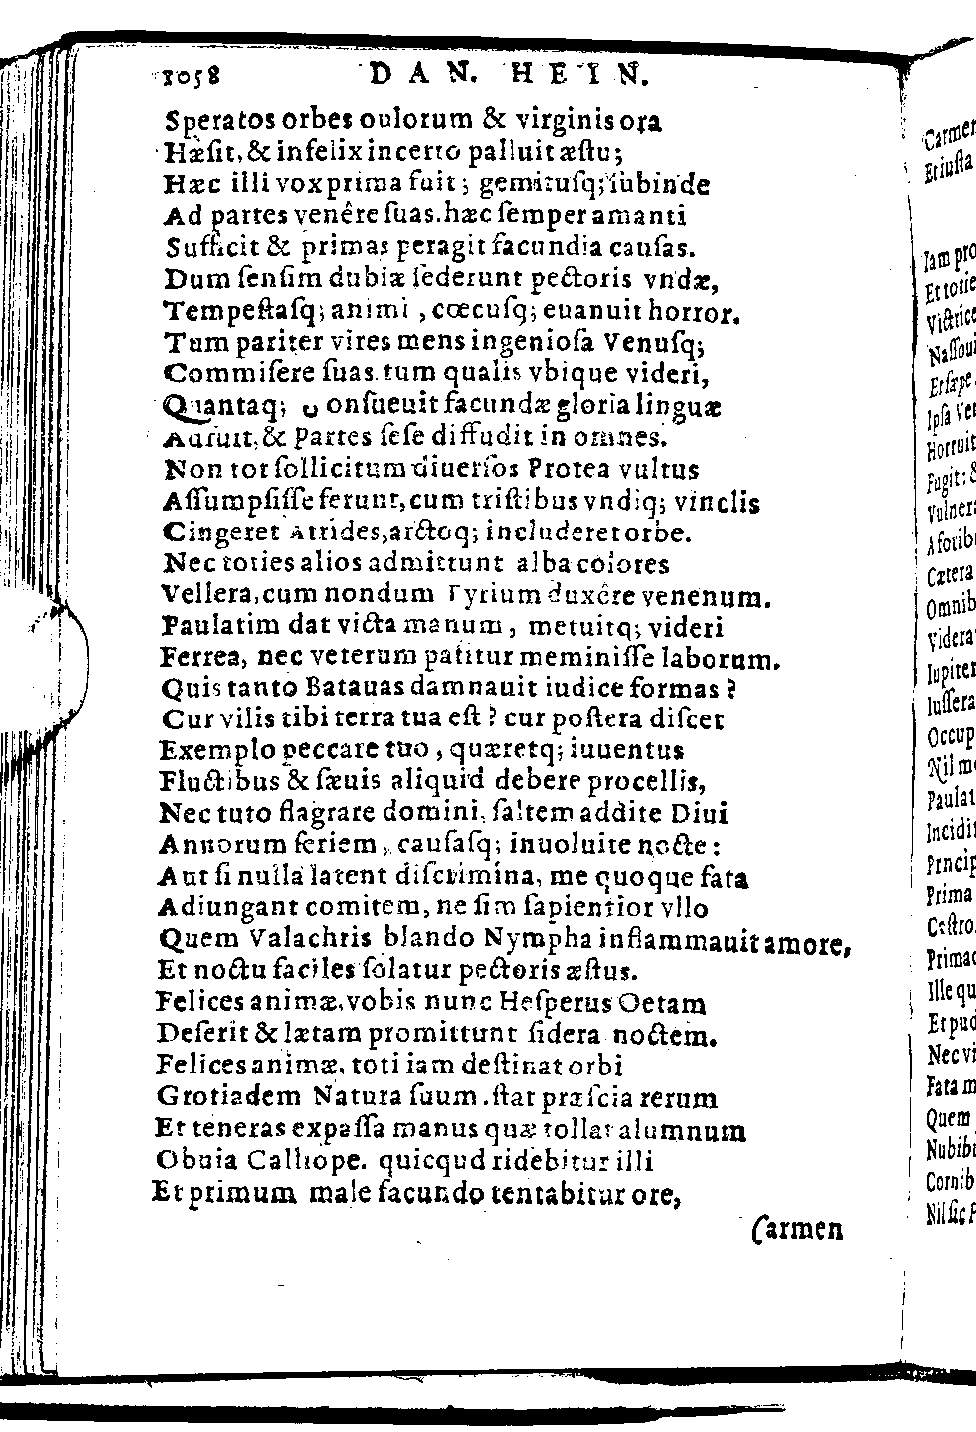 1058 DAN. HEIN.
Speratos orbes oulorum & virginis ora
Hæſit, & infelix incerto palluit æſtu;
Hæc illi vox prima fuit; gemituſq; ſubinde
Ad partes venêre ſuas. hæc ſemper amanti
Sufficit & primas peragit facundia cauſas.
Dum ſenſim dubiæ ſederunt pectoris vndæ,
Tempeſtaſq; animi , cœcuſq; euanuit horror.
Tum pariter vires mens ingenioſa Venuſq;
Commiſere ſuas. tum qualis vbique videri,
Quantaq; onſueuit facundæ gloria linguæ
Adfuit, & Partes ſeſe diffudit in omnes.
Non tot ſollicitum diuerſos Protea vultus
Aſſumpſiſſe ferunt, cum triſtibus vndiq; vinclis
Cingeret Atrides, arctoq; includeret orbe.
Nec toties alios admittunt alba colores
Vellera, cum nondum Tyrium duxêre venenum.
Paulatim dat victa manum, metuitq; videri
Ferrea, nec veterum patitur meminiſſe laborum.
Quis tanto Batauas damnauit iudice formas ?
Cur vilis tibi terra tua eſt ? cur poſtera diſcet
Exemplo peccare tuo, quæretq; iuuentus
Fluctibus & ſæuis aliquid debere procellis,
Nec tuto flagrare domini, ſaltem addite Diui
Annorum ſeriem, cauſaſq; inuoluite nocte :
Aut ſi nulla latent diſcrimina, me quoque fata
Adiungant comitem, ne ſim ſapientior vllo
Quem Valachris blando Nympha inflammauit amore,
Et noctu faciles ſolatur pectoris æſtus.
Felices animæ, vobis nunc Heſperus Oetam
Deſerit & lætam promittunt ſidera noctem.
Felices animæ. toti iam deſtinat orbi
Grotiadem Natura ſuum. ſtat præſcia rerum
Et teneras expaſſa manus quæ tollat alumnum
Obuia Calliope. quicqud ridebitur illi
Et primum male facundo tentabitur ore,
Carmen
Carmen
Et iuſta
Iam pro
Et totie
Victrice
Naſſoui
Et ſæpe
Ipſa Ve
Horruit
Fugit: &
Vulnera
A fotib
Cætera
Omnib
Videra
Iupiter
Iuſſera
Occup
Nil m
Paulat
Incidit
Prncip
Prima
Caſtro
Primac
Ille qu
Et pud
Nec vi
Fata m
Quem
Nubibi
Cornib
Nil ſic